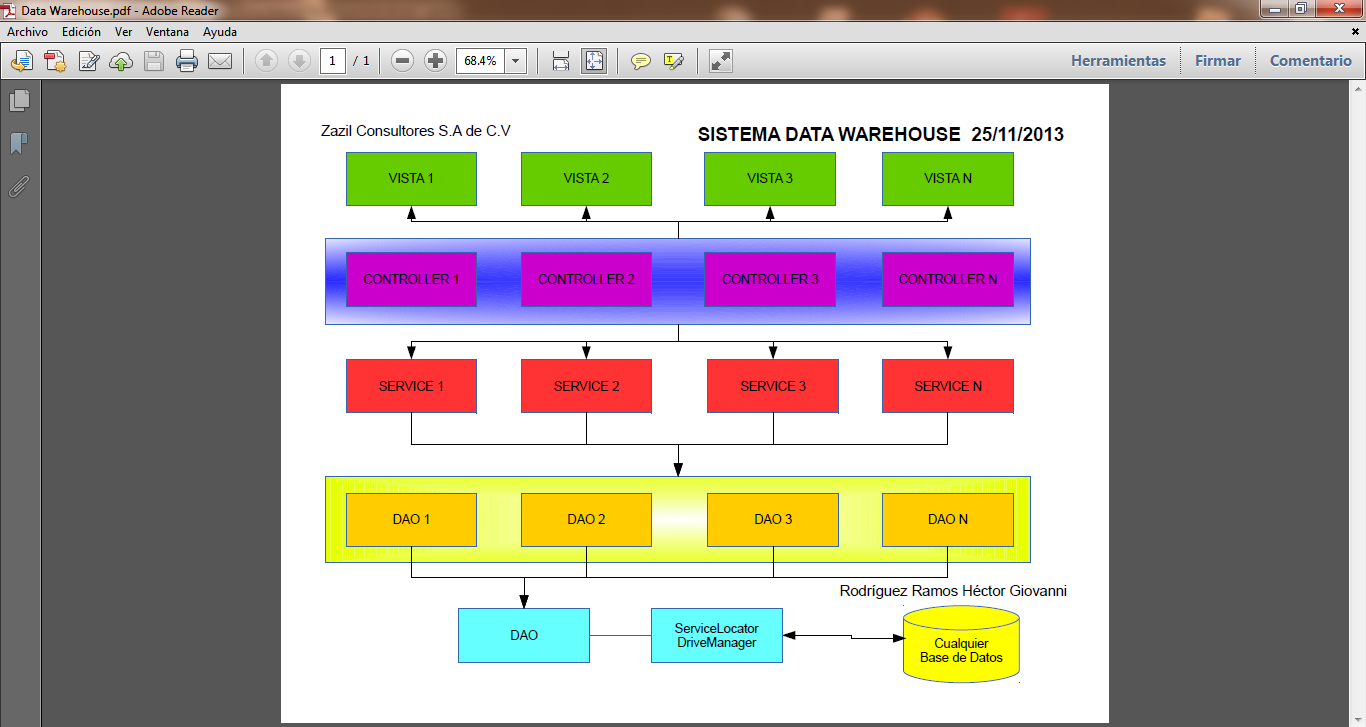 Data Warehouse.pdf - Adobe Reader
Archivo Edición Ver Ventana Ayuda
1 / 1 68.4% Herramientas Firmar Comentario
Zazil Consultores S.A de C.V
SISTEMA DATA WAREHOUSE 25/11/2013
VISTA 1 VISTA 2 VISTA 3 VISTA N
CONTROLLER 1 CONTROLLER 2 CONTROLLER 3 CONTROLLER N
SERVICE 1 SERVICE 2 SERVICE 3 SERVICE N
DAO 1 DAO 2 DAO 3 DAO N
Rodríguez Ramos Héctor Giovanni
DAO
ServiceLocator
DriveManager
Cualquier
Base de Datos